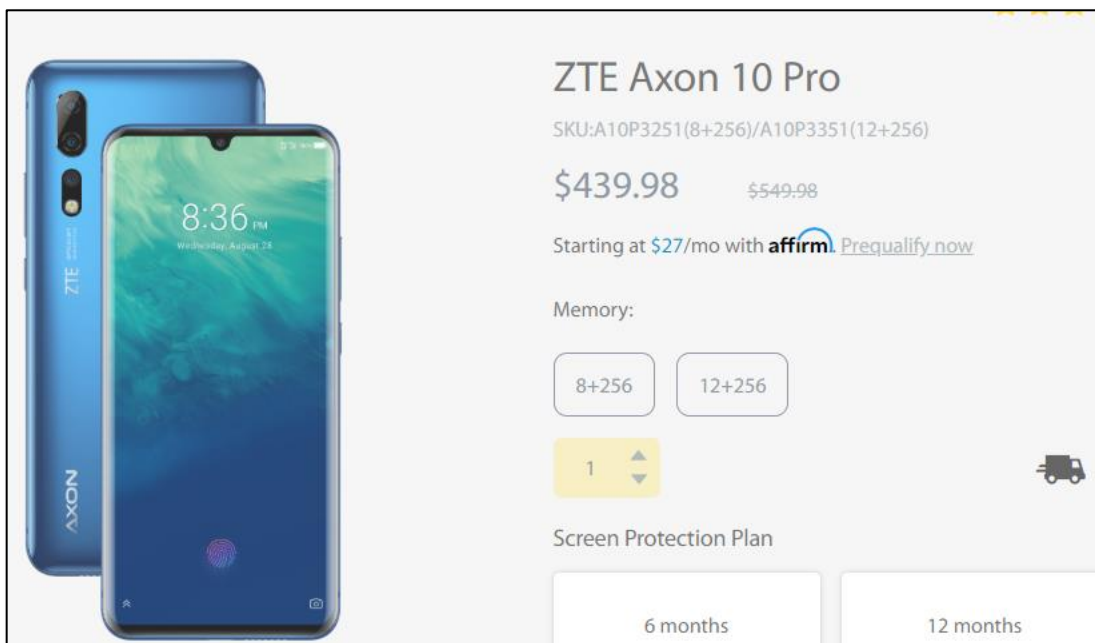 ZTE Axon 10 Pro
SKU:A10P3251(8+256)/A10P3351(12+256)
$439.98 $549.98
Starting at $27/mo with affirm. Prequalify now
Memory:
8+256 12+256
1
Screen Protection Plan
6 months 12 months
8:36 PM
Wednesday, August 28
ZTE
AXON